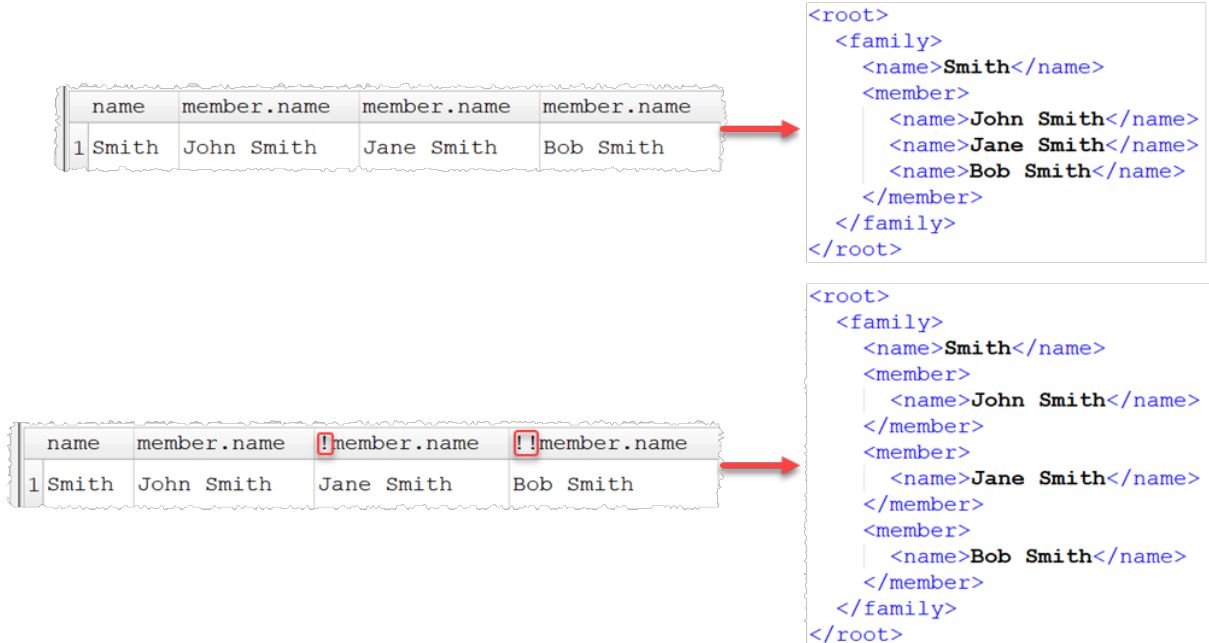 name member.name member.name member.name
1 Smith John Smith Jane Smith Bob Smith
<root>
<family>
<name>Smith</name>
<member>
<name>John Smith</name>
<name>Jane Smith</name>
<name>Bob Smith</name>
</member>
</family>
</root>
name member.name !member.name !!member.name
1 Smith John Smith Jane Smith Bob Smith
<root>
<family>
<name>Smith</name>
<member>
<name>John Smith</name>
</member>
<member>
<name>Jane Smith</name>
</member>
<member>
<name>Bob Smith</name>
</member>
</family>
</root>